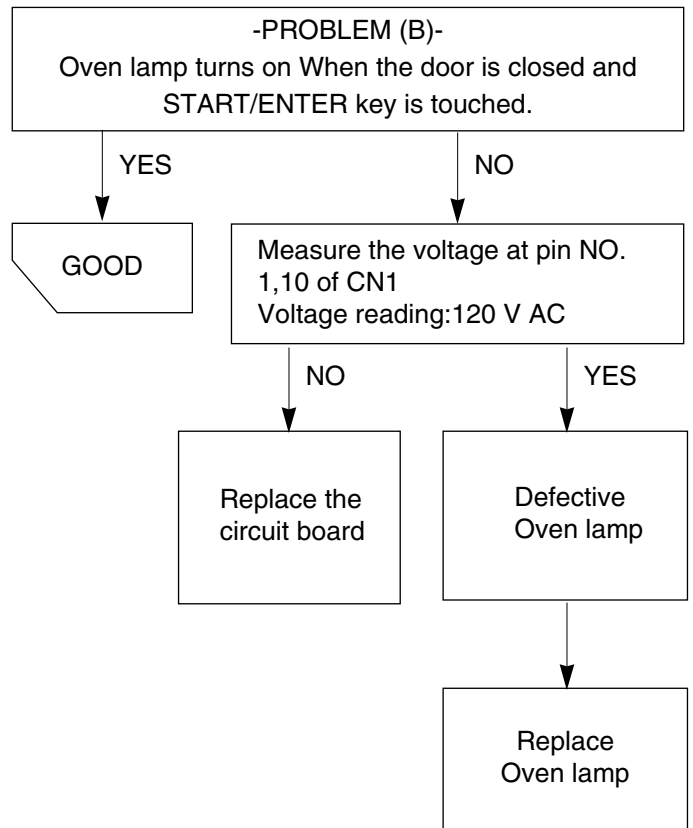 -PROBLEM (B)-
Oven lamp turns on When the door is closed and
START/ENTER key is touched.
YES
NO
GOOD
Measure the voltage at pin NO.
1,10 of CN1
Voltage reading:120 V AC
NO
YES
Replace the
circuit board
Defective
Oven lamp
Replace
Oven lamp